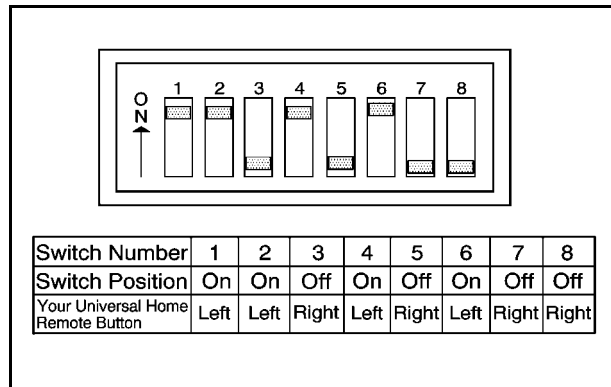 1 2 3 4 5 6 7 8
ON
Switch Number 1 2 3 4 5 6 7 8
Switch Position On On Off On Off On Off Off
Your Universal Home
Remote Button Left Left Right Left Right Left Right Right